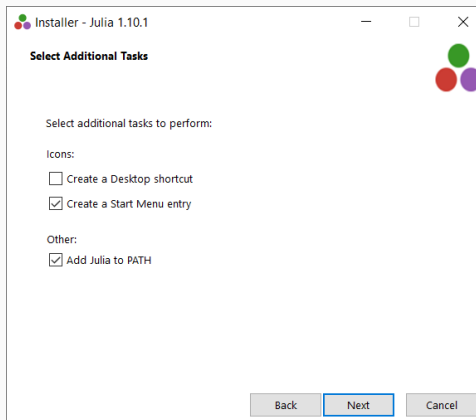 Installer - Julia 1.10.1
Select Additional Tasks
Select additional tasks to perform:
Icons:
Create a Desktop shortcut
Create a Start Menu entry
Other:
Add Julia to PATH
Back Next Cancel